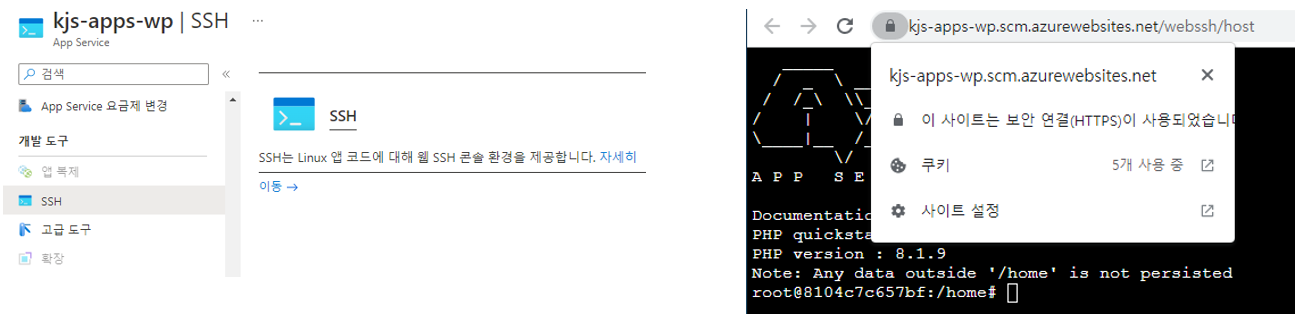 kjs-apps-wp | SSH ...
App Service
검색 «
App Service 요금제 변경
개발 도구
앱 복제
SSH
고급 도구
확장
SSH
SSH는 Linux 앱 코드에 대해 웹 SSH 콘솔 환경을 제공합니다. 자세히
이동 →
kjs-apps-wp.scm.azurewebsites.net/webssh/host
kjs-apps-wp.scm.azurewebsites.net
이 사이트는 보안 연결(HTTPS)이 사용되었습니
쿠키 5개 사용 중
사이트 설정
A P P S E
Documentatio
PHP quicksta
PHP version : 8.1.9
Note: Any data outside '/home' is not persisted
root@8104c7c657bf:/home#